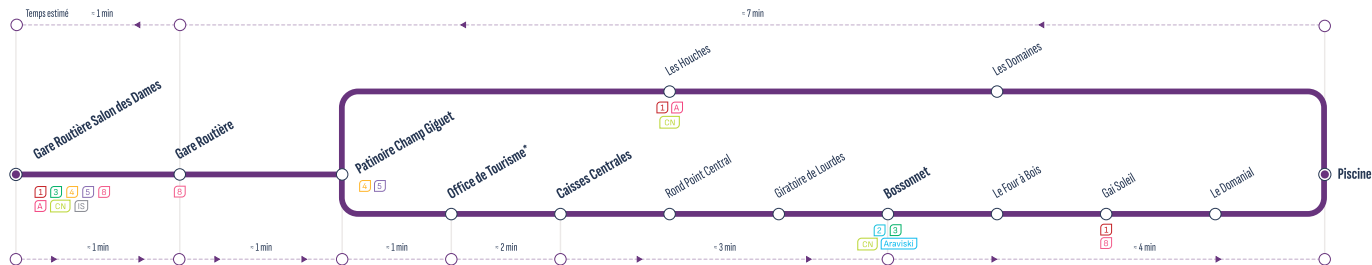 Temps estimé
≈ 1 min
≈ 7 min
Les Houches
Les Domaines
1 A
CN
Gare Routière Salon des Dames
Gare Routière
Patinoire Champ Giguet
Office de Tourisme*
Caisses Centrales
Rond Point Central
Giratoire de Lourdes
Bossonnet
Le Four à Bois
Gai Soleil
Le Domanial
Piscine
1 3 4 5 8
A CN IS
8
4 5
2 3
CN Araviski
1
8
≈ 1 min
≈ 1 min
≈ 1 min
≈ 2 min
≈ 3 min
≈ 4 min